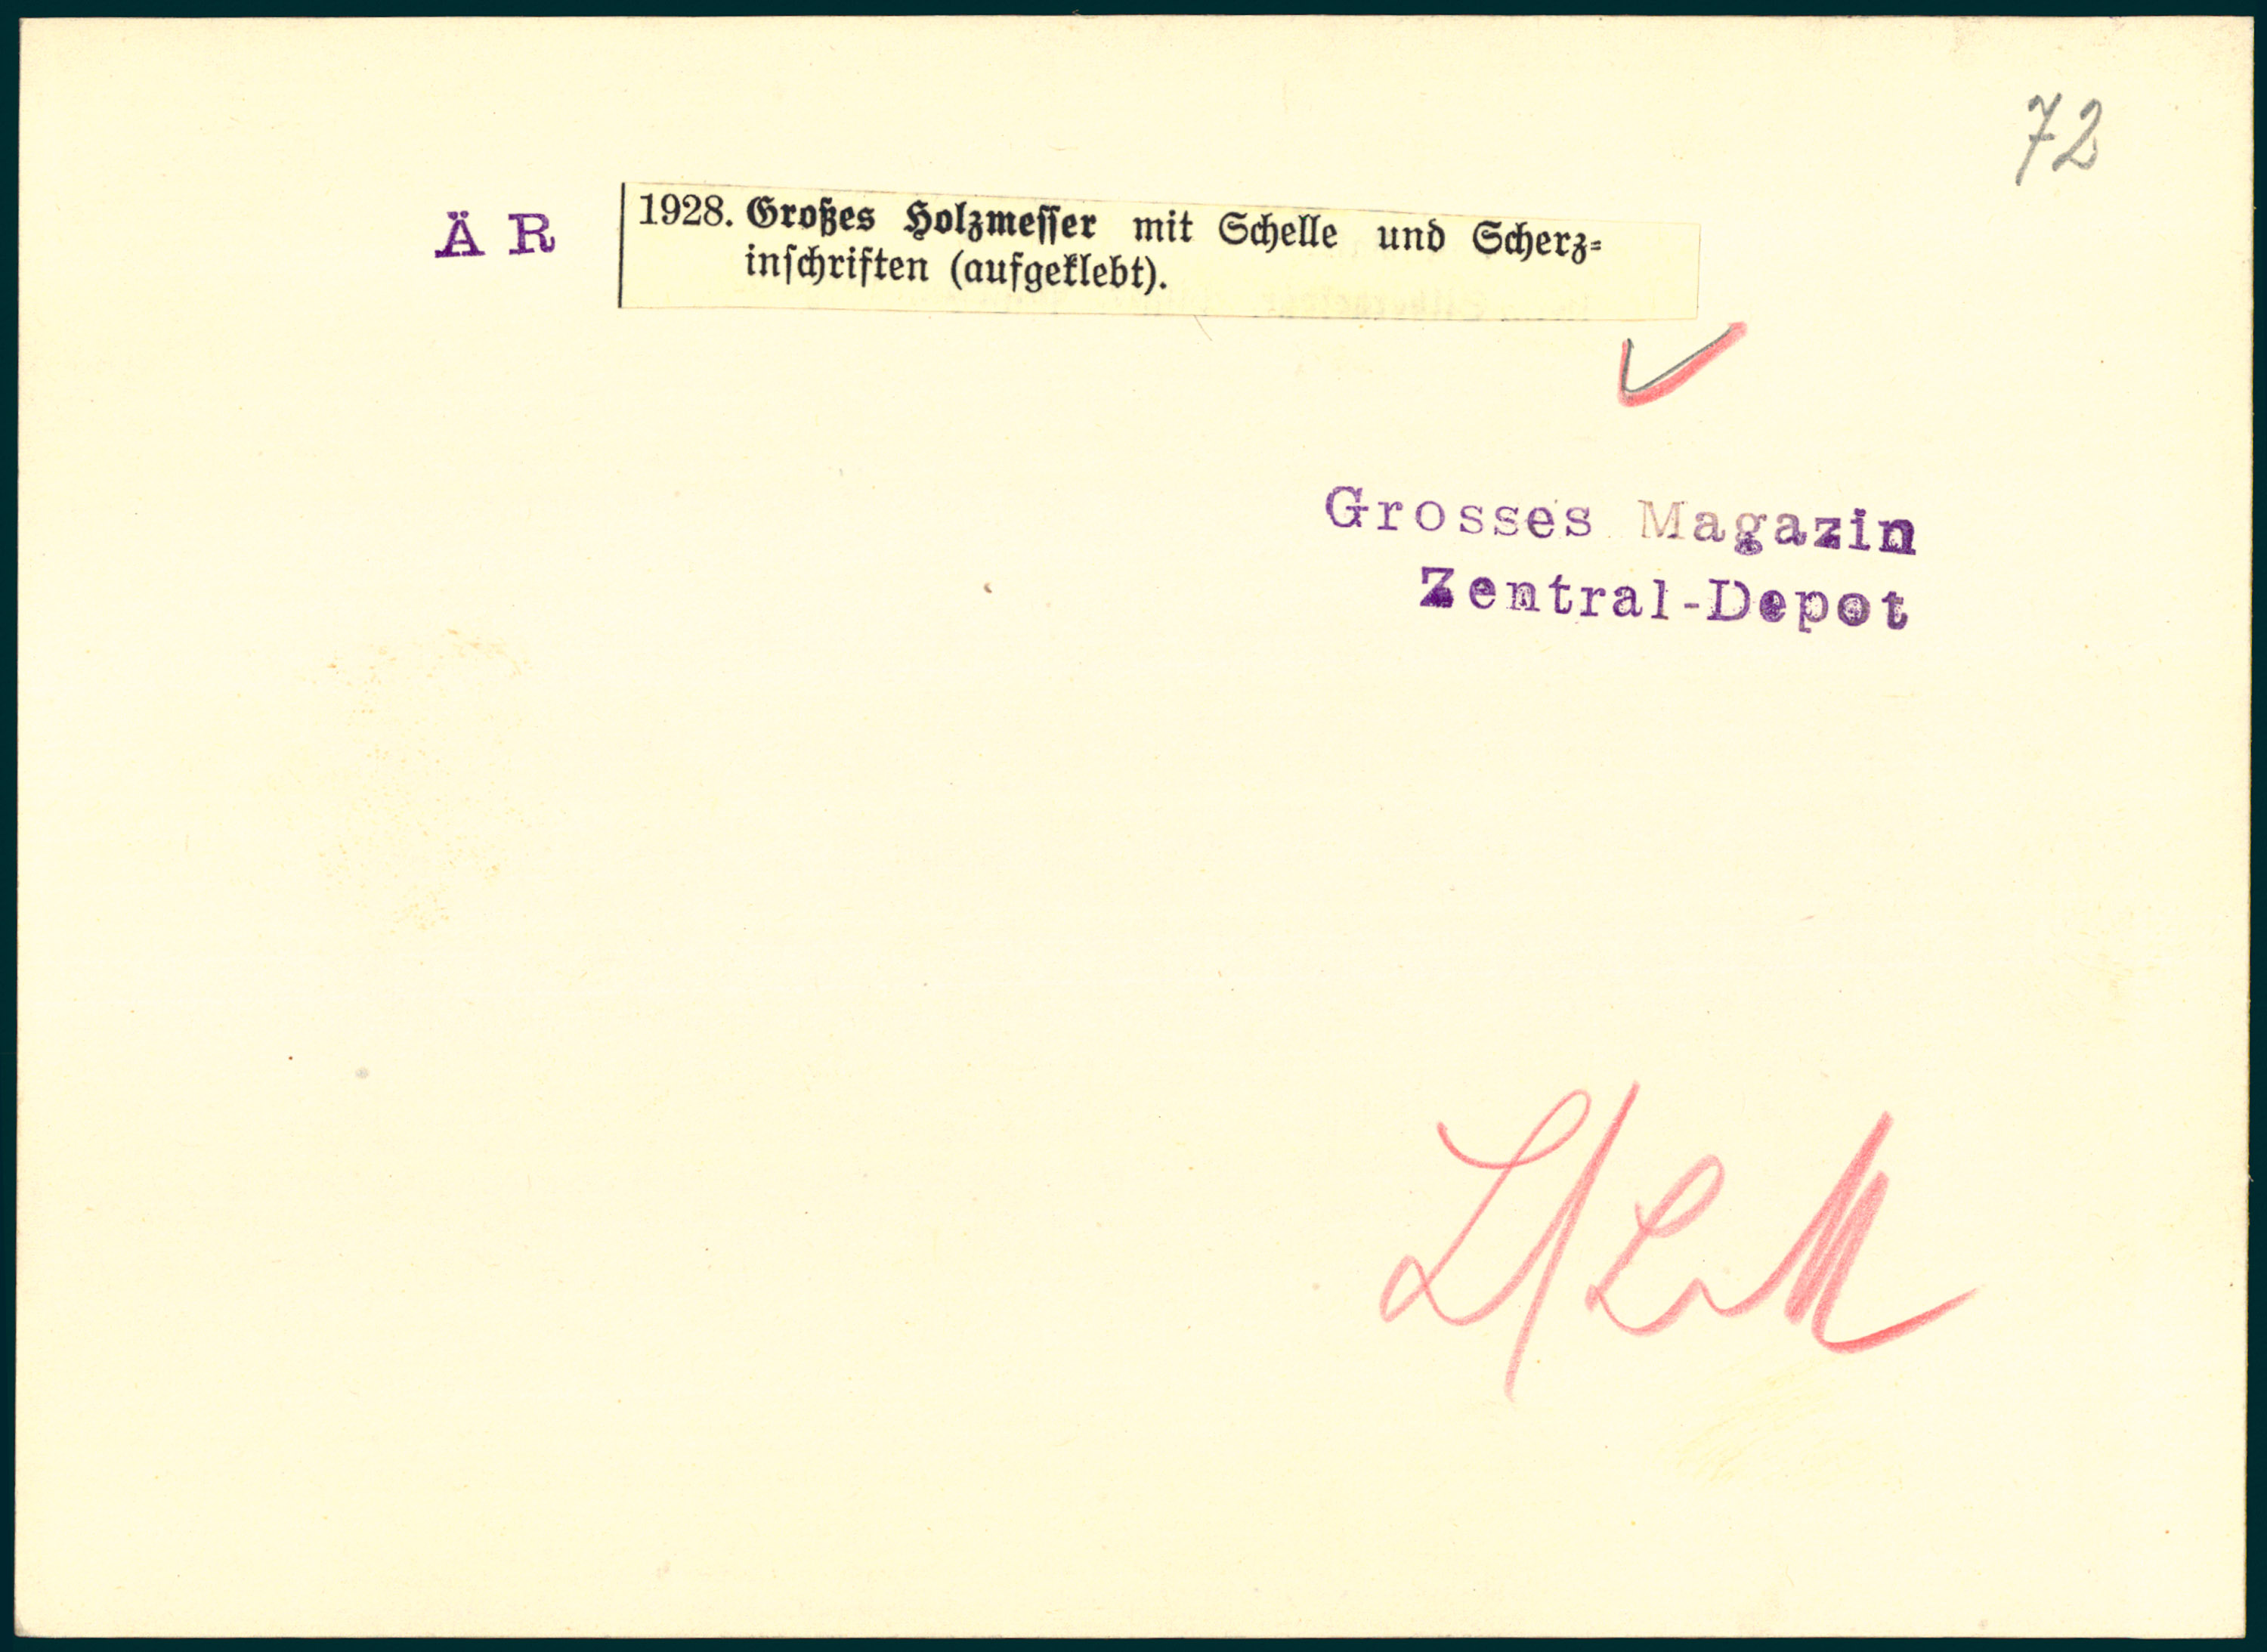 72
Ä R
1928. Großes Holzmesser mit Schelle und Scherz=
inschriften (aufgeklebt).
Grosses Magazin
Zentral-Depot